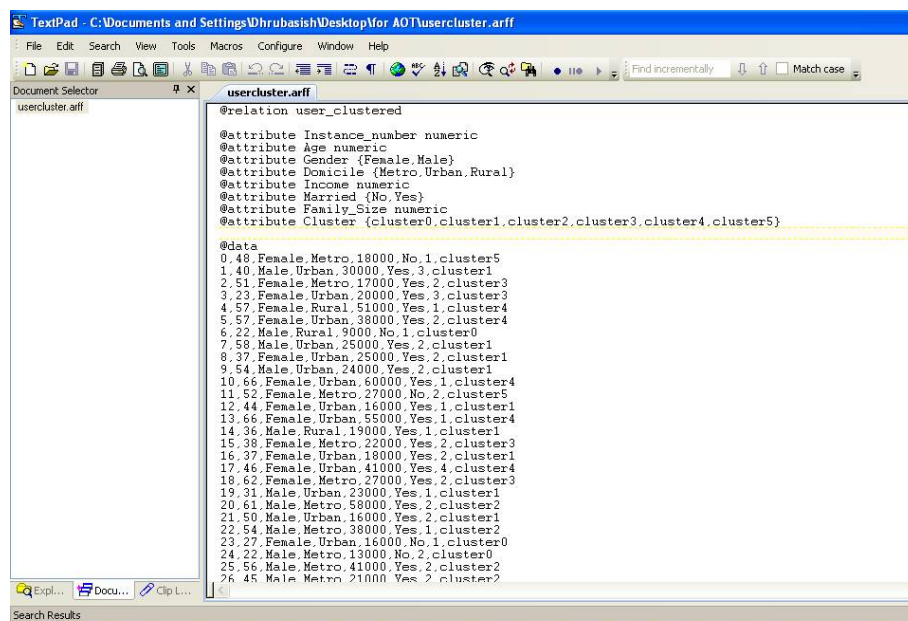 TextPad - C:\Documents and Settings\Dhrubasish\Desktop\for AOT\usercluster.arff
File Edit Search View Tools Macros Configure Window Help
Find incrementally Match case
Document Selector
usercluster.arff
usercluster.arff
@relation user_clustered
@attribute Instance_number numeric
@attribute Age numeric
@attribute Gender {Female,Male}
@attribute Domicile {Metro,Urban,Rural}
@attribute Income numeric
@attribute Married {No,Yes}
@attribute Family_Size numeric
@attribute Cluster {cluster0,cluster1,cluster2,cluster3,cluster4,cluster5}
@data
0,48,Female,Metro,18000,No,1,cluster5
1,40,Male,Urban,30000,Yes,3,cluster1
2,51,Female,Metro,17000,Yes,2,cluster3
3,23,Female,Urban,20000,Yes,3,cluster3
4,57,Female,Rural,51000,Yes,1,cluster4
5,57,Female,Urban,38000,Yes,2,cluster4
6,22,Male,Rural,9000,No,1,cluster0
7,58,Male,Urban,25000,Yes,2,cluster1
8,37,Female,Urban,25000,Yes,2,cluster1
9,54,Male,Urban,24000,Yes,2,cluster1
10,66,Female,Urban,60000,Yes,1,cluster4
11,52,Female,Metro,27000,No,2,cluster5
12,44,Female,Urban,16000,Yes,1,cluster1
13,66,Female,Urban,55000,Yes,1,cluster4
14,36,Male,Rural,19000,Yes,1,cluster1
15,38,Female,Metro,22000,Yes,2,cluster3
16,37,Female,Urban,18000,Yes,2,cluster1
17,46,Female,Urban,41000,Yes,4,cluster4
18,62,Female,Metro,27000,Yes,2,cluster3
19,31,Male,Urban,23000,Yes,1,cluster1
20,61,Male,Metro,58000,Yes,2,cluster2
21,50,Male,Urban,16000,Yes,2,cluster1
22,54,Male,Metro,38000,Yes,1,cluster2
23,27,Female,Urban,16000,No,1,cluster0
24,22,Male,Metro,13000,No,2,cluster0
25,56,Male,Metro,41000,Yes,2,cluster2
26,45,Male,Metro,21000,Yes,2,cluster2
Expl... Docu... Clip L...
Search Results